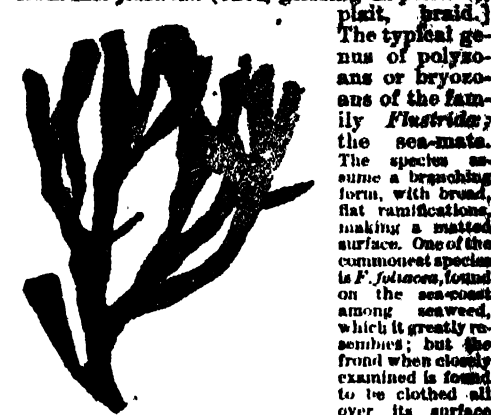 plait, braid.]
The typical ge-
nus of polyzo-
ans or bryozo-
ans of the fam-
ily Flustridæ;
the sea-mats.
The species as-
sume a branching
form, with broad,
flat ramifications,
making a matted
surface. One of the
commonest species
is F. foliacea, found
on the sea-coast
among seaweed,
which it greatly re-
sembles; but the
frond when closely
examined is found
to be clothed all
over its surface